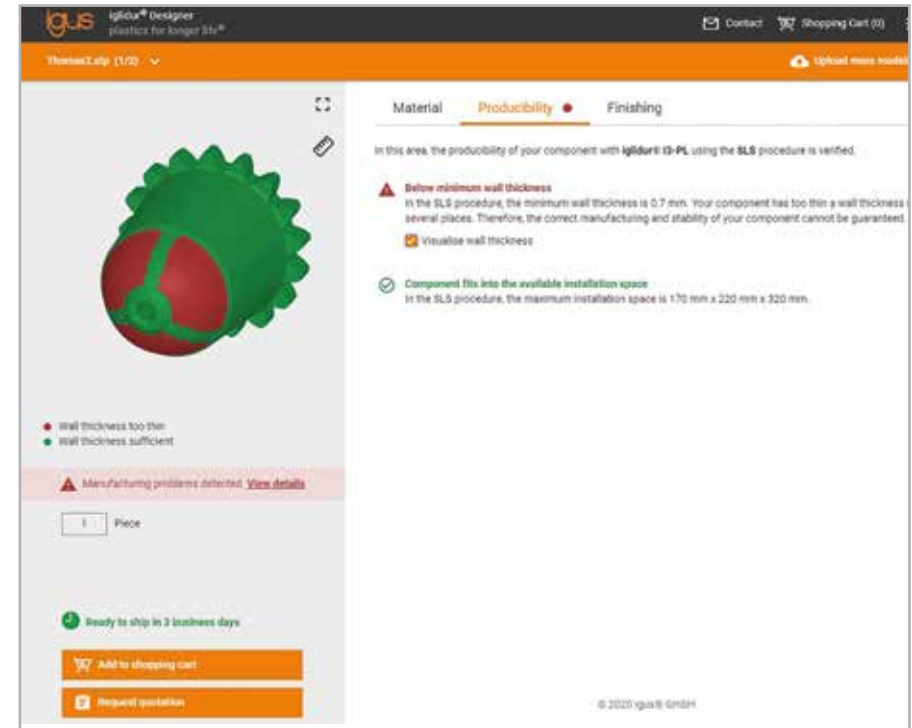 igus iglidur® Designer
plastics for longer life®
Contact Shopping Cart (0)
Thomas2.stp (1/2)
Upload more models
Material Producibility Finishing
In this area, the producibility of your component with iglidur® I3-PL using the SLS procedure is verified.
Below minimum wall thickness
In the SLS procedure, the minimum wall thickness is 0.7 mm. Your component has too thin a wall thickness
several places. Therefore, the correct manufacturing and stability of your component cannot be guaranteed.
Visualise wall thickness
Component fits into the available installation space
In the SLS procedure, the maximum installation space is 170 mm x 220 mm x 320 mm.
Wall thickness too thin
Wall thickness sufficient
Manufacturing problems detected. View details
1 Piece
Ready to ship in 3 business days
Add to shopping cart
Request quotation
© 2020 igus® GmbH